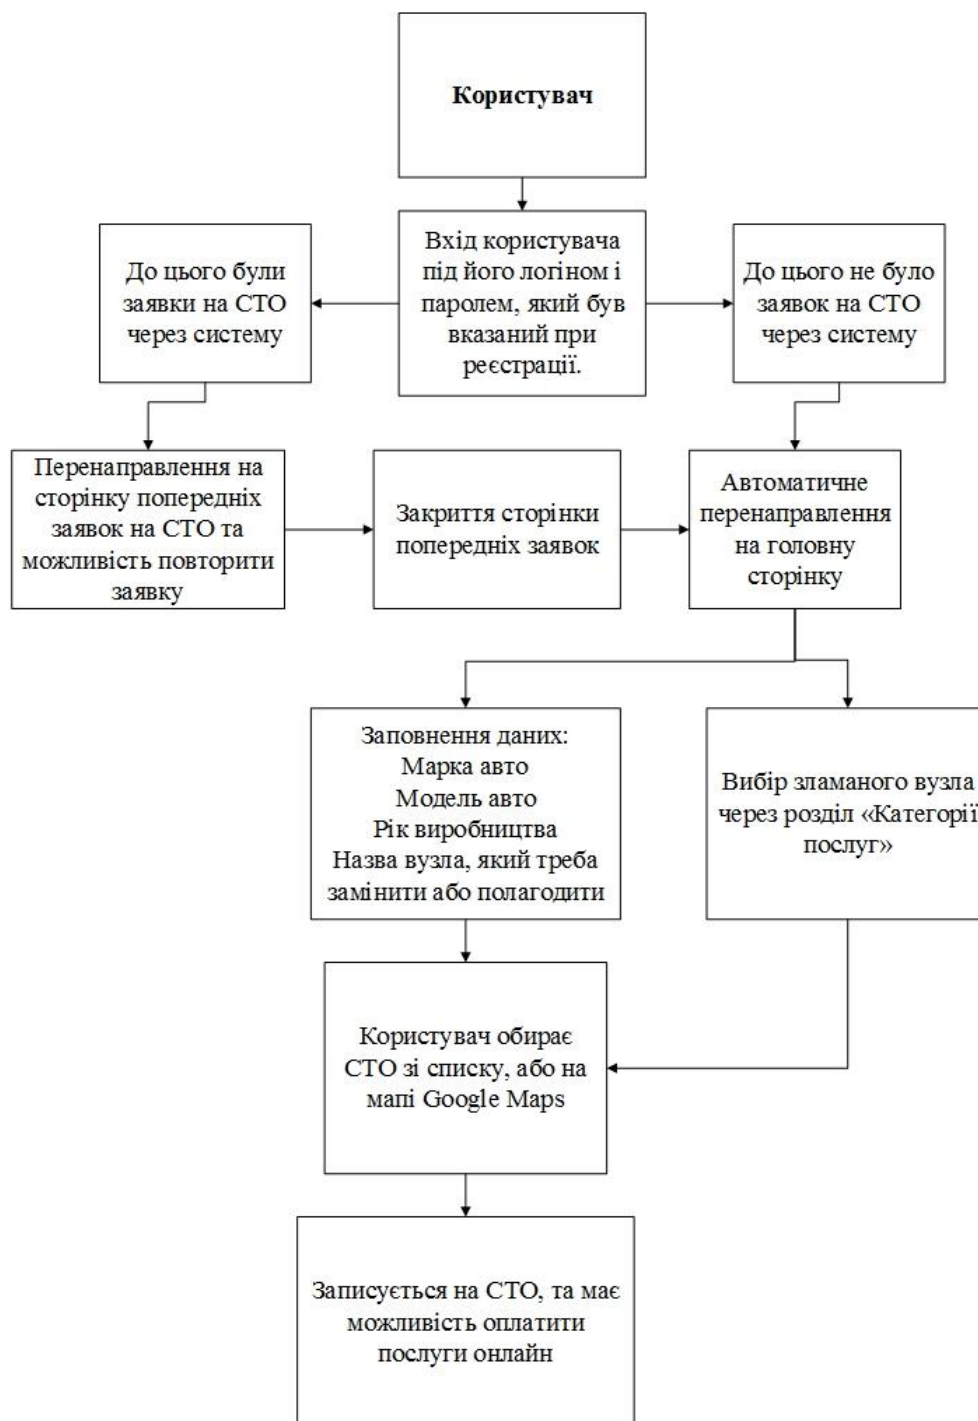 Користувач
Вхід користувача
під його логіном і
паролем, який був
вказаний при
реєстрації.
До цього були
заявки на СТО
через систему
До цього не було
заявок на СТО
через систему
Перенаправлення на
сторінку попередніх
заявок на СТО та
можливість повторити
заявку
Закриття сторінки
попередніх заявок
Автоматичне
перенаправлення
на головну
сторінку
Заповнення даних:
Марка авто
Модель авто
Рік виробництва
Назва вузла, який треба
замінити або полагодити
Вибір зламаного вузла
через розділ «Категорії
послуг»
Користувач обирає
СТО зі списку, або на
мапі Google Maps
Записується на СТО, та має
можливість оплатити
послуги онлайн